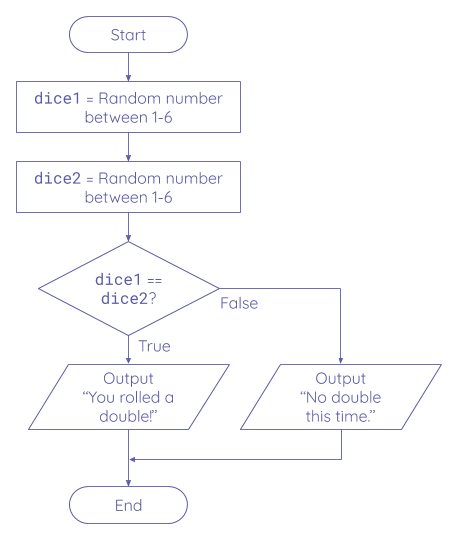 Start
dice1 = Random number
between 1-6
dice2 = Random number
between 1-6
dice1 ==
dice2?
False
True
Output
“You rolled a
double!”
Output
“No double
this time.”
End